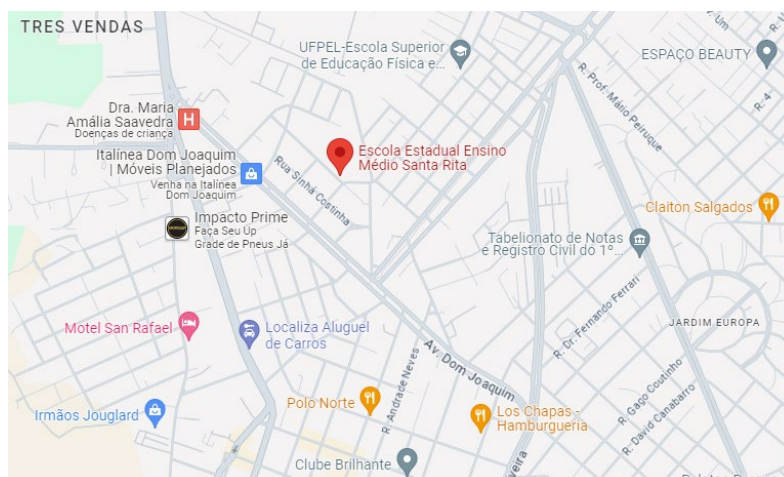 TRES VENDAS
UFPEL-Escola Superior
de Educação Física e...
ESPAÇO BEAUTY
R. Prof. Mário Peiruque
R. 4
Dra. Maria
Amália Saavedra
Doenças de criança
H
Escola Estadual Ensino
Médio Santa Rita
Italínea Dom Joaquim
| Móveis Planejados
Venha na Italínea
Dom Joaquim
Rua Sinhá Costinha
Impacto Prime
Faça Seu Up
Grade de Pneus Já
Claiton Salgados
Tabelionato de Notas
e Registro Civil do 1º...
Motel San Rafael
Localiza Aluguel
de Carros
R. Dr. Fernando Ferrari
JARDIM EUROPA
Av. Dom Joaquim
R. Andrade Neves
Polo Norte
R. Gago Coutinho
R. David Canabarro
Irmãos Jouglard
Los Chapas -
Hamburgueria
Clube Brilhante